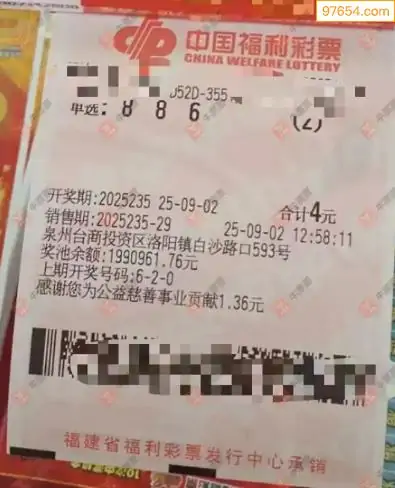 97654.com
中国福利彩票
CHINA WELFARE LOTTERY
D52D-355
单选: 8 8 6 (2)
开奖期:2025235 25-09-02 合计4元
销售期:2025235-29 25-09-02 12:58:11
泉州台商投资区洛阳镇白沙路口593号
奖池余额:1990961.76元
上期开奖号码:6-2-0
感谢您为公益慈善事业贡献1.36元
福建省福利彩票发行中心承销